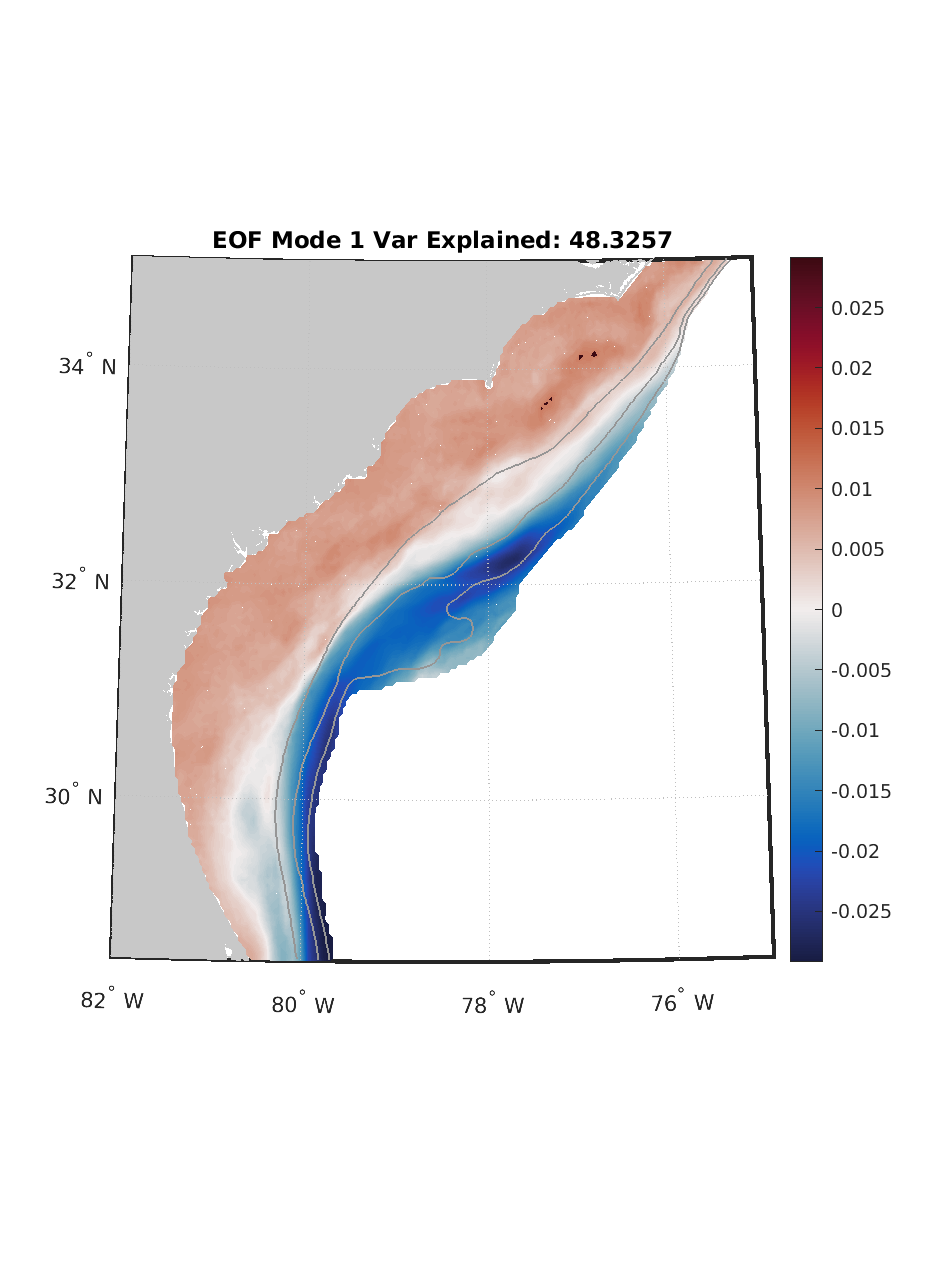 EOF Mode 1 Var Explained: 48.3257
34° N
32° N
30° N
82° W
80° W
78° W
76° W
0.025
0.02
0.015
0.01
0.005
0
-0.005
-0.01
-0.015
-0.02
-0.025